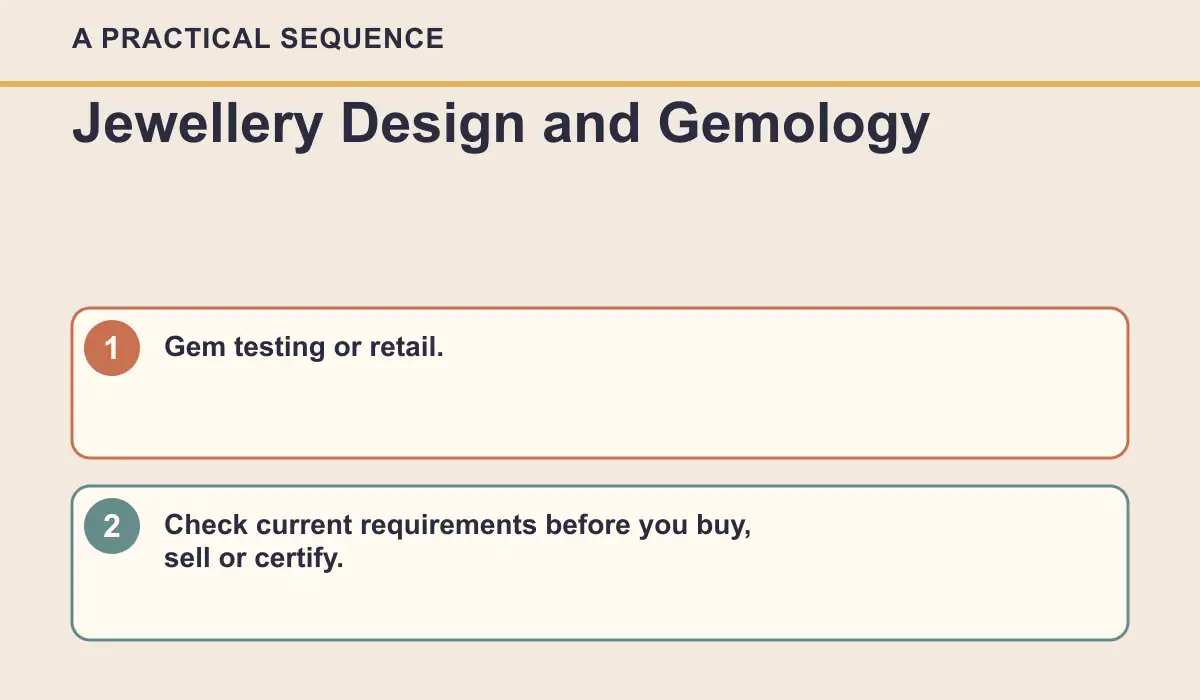 A PRACTICAL SEQUENCE
Jewellery Design and Gemology
1
Gem testing or retail.
2
Check current requirements before you buy,
sell or certify.